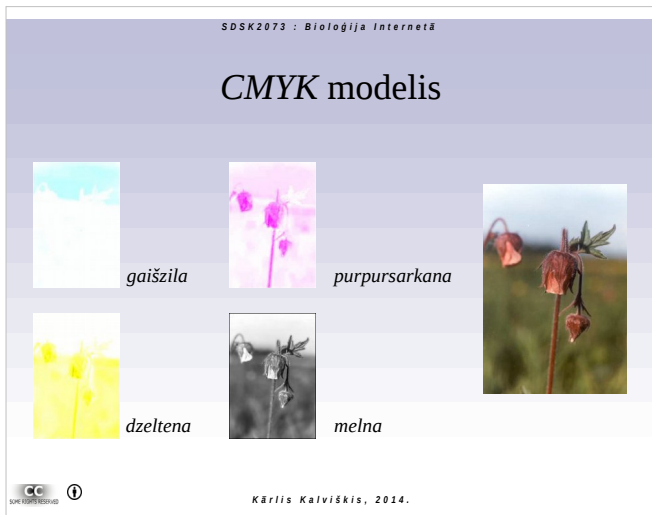 SDSK2073 : Bioloģija Internetā
CMYK modelis
gaišzila
purpursarkana
dzeltena
melna
CC
SOME RIGHTS RESERVED
Kārlis Kalviškis, 2014.